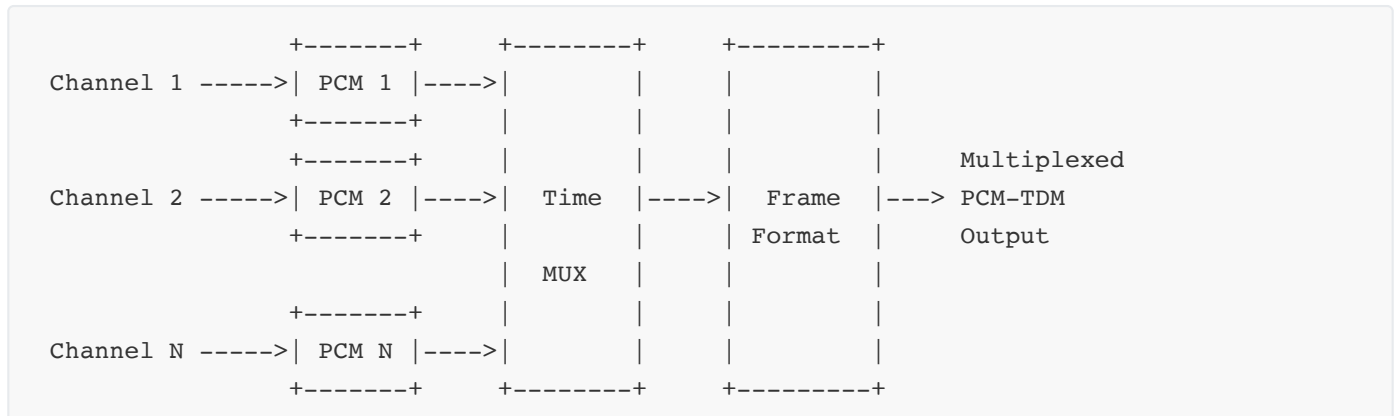 Channel 1 ----->| PCM 1 |---->|
Channel 2 ----->| PCM 2 |---->| Time |---->| Frame |---> PCM-TDM
Multiplexed
Format Output
MUX
Channel N ----->| PCM N |---->|